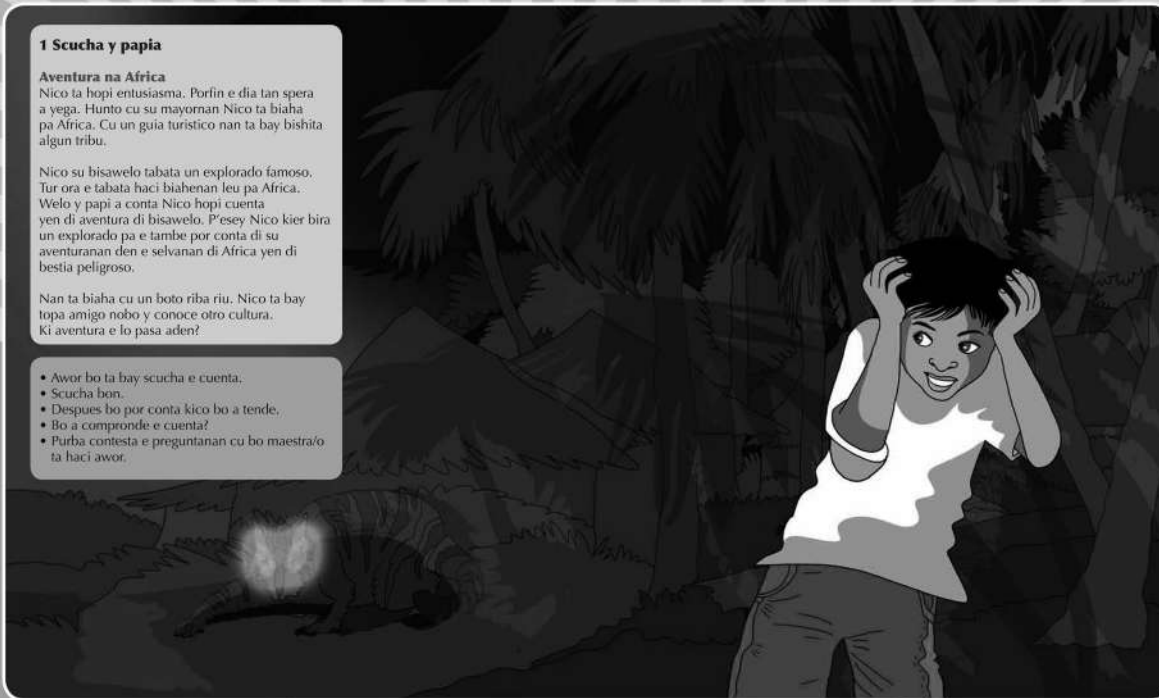 1 Scucha y papia
Aventura na Africa
Nico ta hopi entusiasma. Porfin e dia tan spera
a yega. Hunto cu su mayornan Nico ta biaha
pa Africa. Cu un guia turistico nan ta bay bishita
algun tribu.
Nico su bisawelo tabata un explorado famoso.
Tur ora e tabata haci biahenan leu pa Africa.
Welo y papi a conta Nico hopi cuenta
yen di aventura di bisawelo. P'esey Nico kier bira
un explorado pa e tambe por conta di su
aventuranan den e selvanan di Africa yen di
bestia peligroso.
Nan ta biaha cu un boto riba riu. Nico ta bay
topa amigo nobo y conoce otro cultura.
Ki aventura e lo pasa aden?
• Awor bo ta bay scucha e cuenta.
• Scucha bon.
• Despues bo por conta kico bo a tende.
• Bo a compronde e cuenta?
• Purba contesta e preguntanan cu bo maestra/o
ta haci awor.